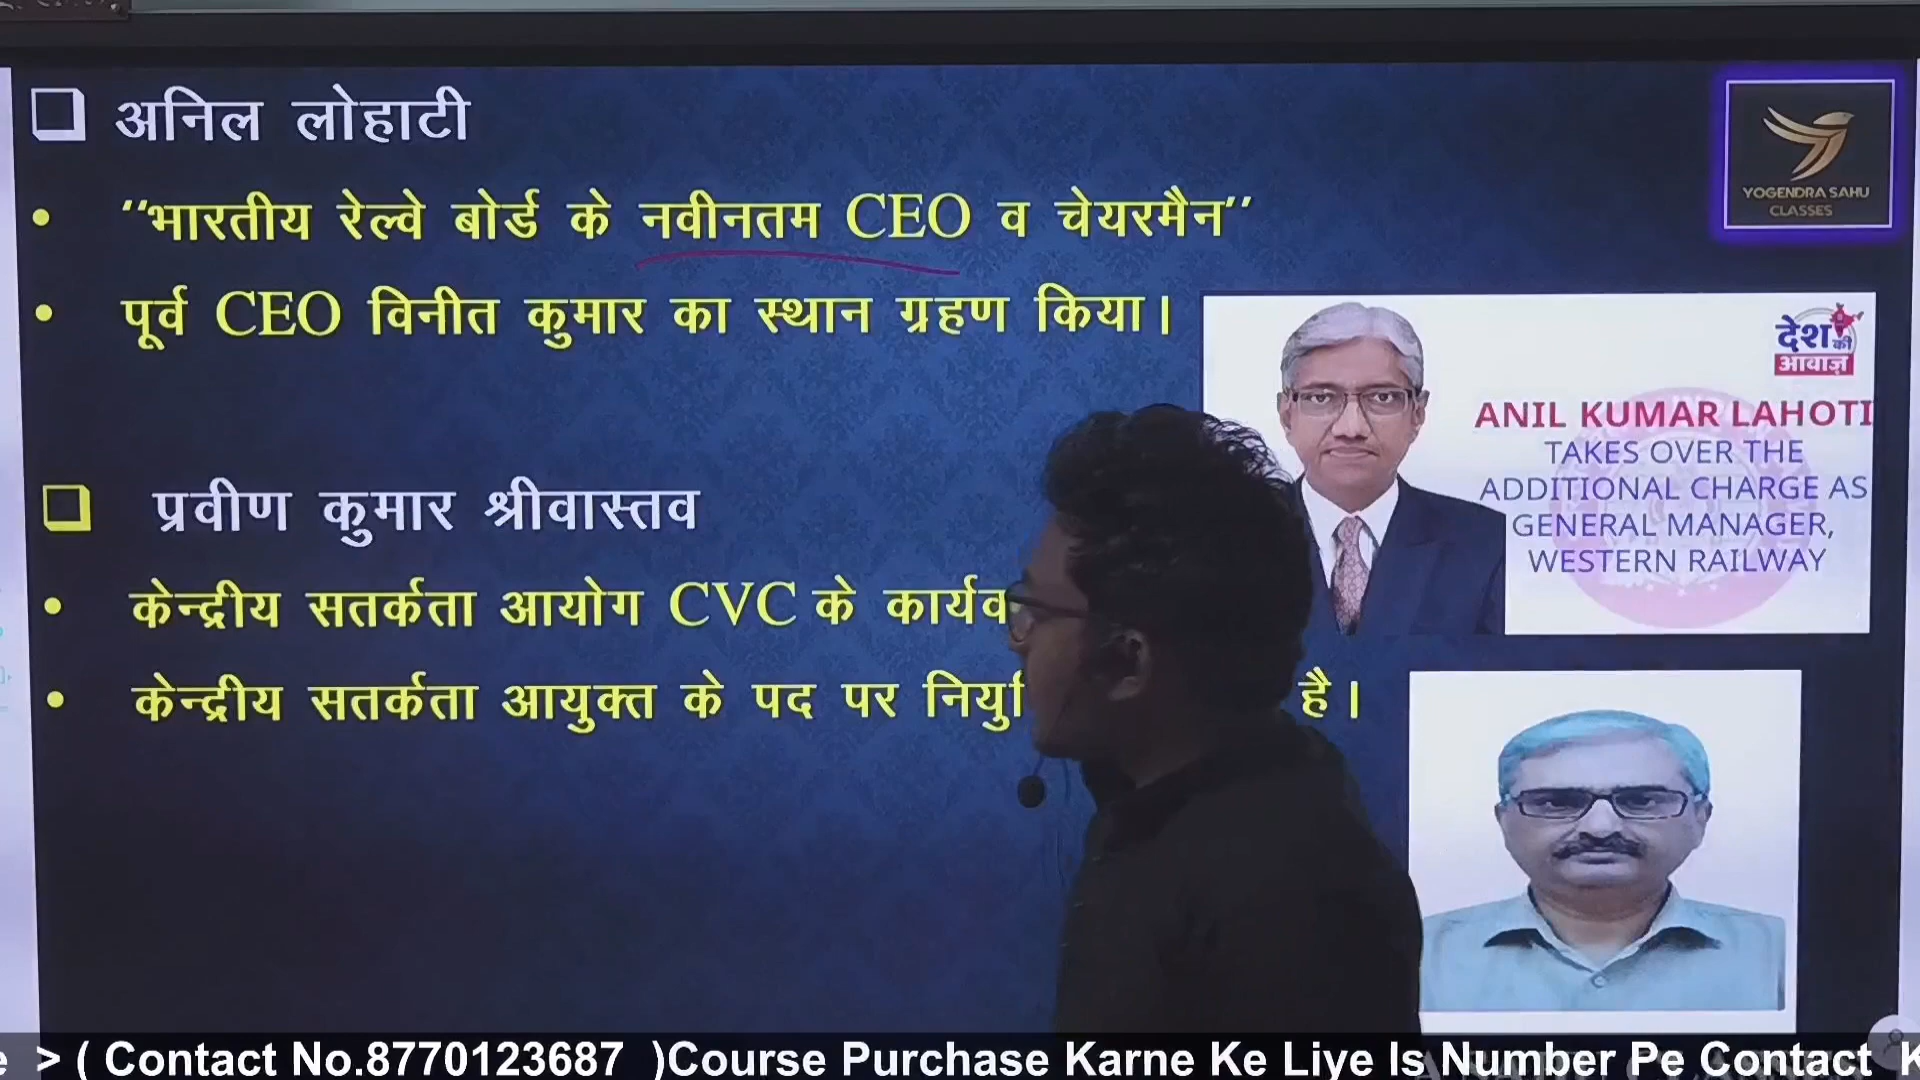 अनिल लोहाटी
“भारतीय रेल्वे बोर्ड के नवीनतम CEO व चेयरमैन”
पूर्व CEO विनीत कुमार का स्थान ग्रहण किया।
प्रवीण कुमार श्रीवास्तव
केन्द्रीय सतर्कता आयोग CVC के
केन्द्रीय सतर्कता आयुक्त के पद पर है।
YOGENDRA SAHU
CLASSES
देश की
आवाज़
ANIL KUMAR LAHOTI
TAKES OVER THE
ADDITIONAL CHARGE AS
GENERAL MANAGER,
WESTERN RAILWAY
> ( Contact No.8770123687 )Course Purchase Karne Ke Liye Is Number Pe Contact